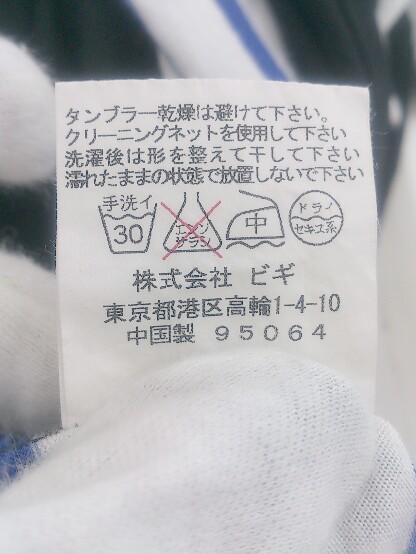 タンブラー乾燥は避けて下さい。
クリーニングネットを使用して下さい
洗濯後は形を整えて干して下さい
濡れたままの状態で放置しないで下さい
手洗イ 30 エンソサラシ 中 ドライ セキユ系
株式会社 ビギ
東京都港区高輪1-4-10
中国製 95064